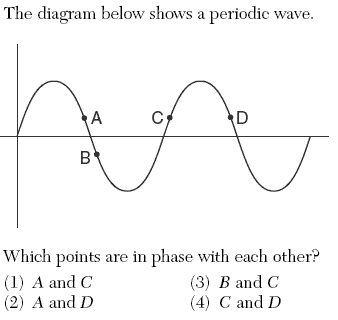 The diagram below shows a periodic wave.
A
C
D
B
Which points are in phase with each other?
(1) A and C
(3) B and C
(2) A and D
(4) C and D